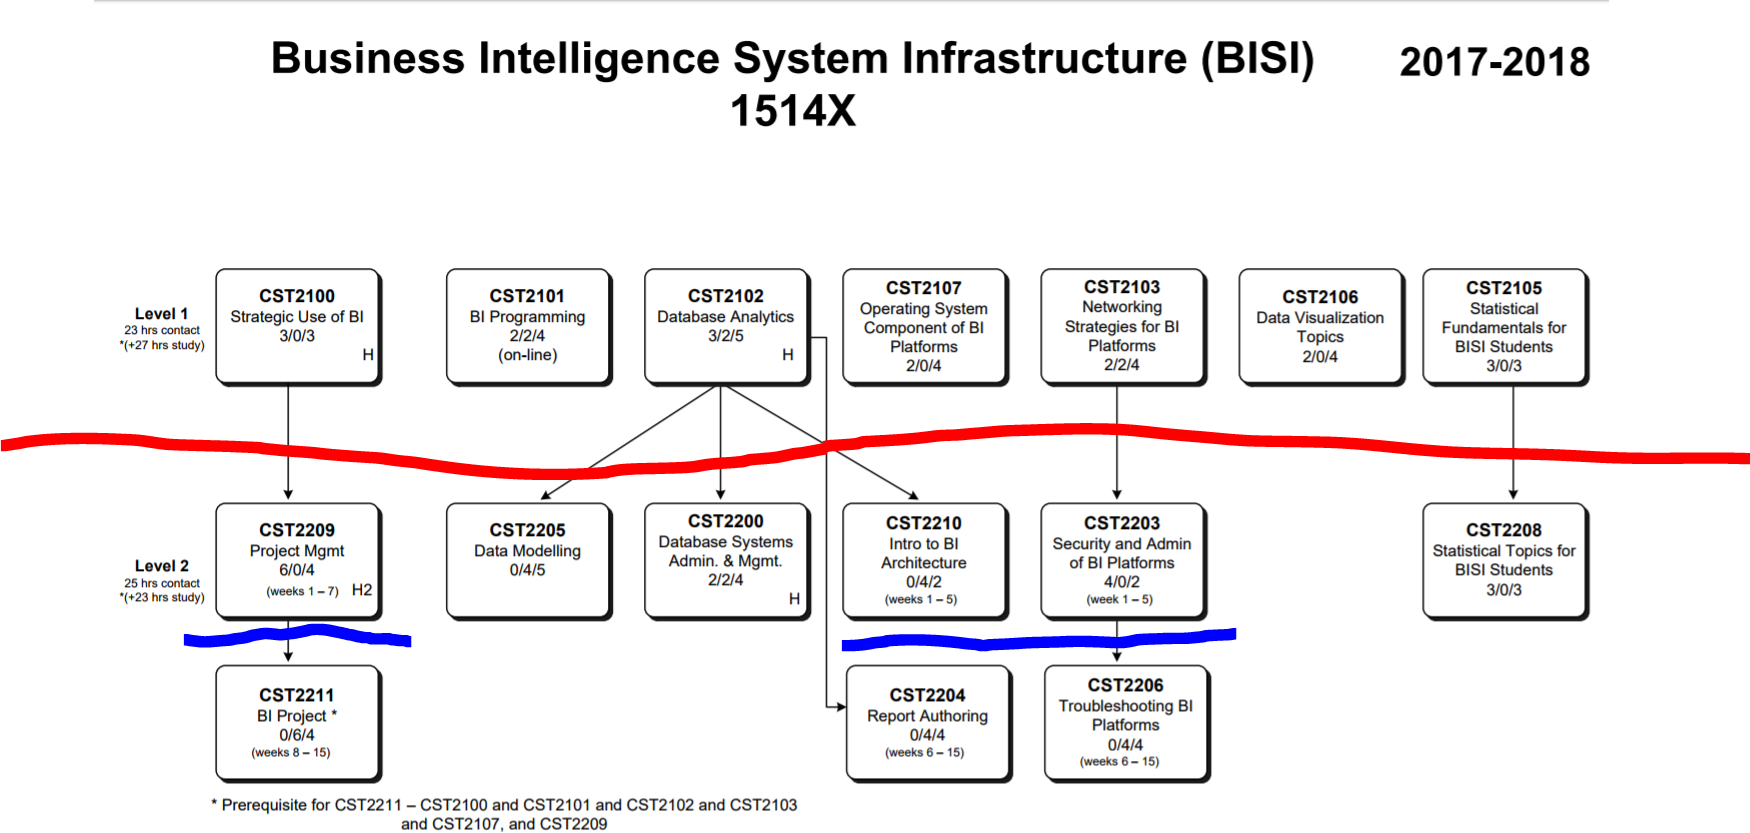 Business Intelligence System Infrastructure (BISI) 2017-2018
1514X
Level 1
23 hrs contact
*(+27 hrs study)
CST2100
Strategic Use of BI
3/0/3
H
CST2101
BI Programming
2/2/4
(on-line)
CST2102
Database Analytics
3/2/5
H
CST2107
Operating System
Component of BI
Platforms
2/0/4
CST2103
Networking
Strategies for BI
Platforms
2/2/4
CST2106
Data Visualization
Topics
2/0/4
CST2105
Statistical
Fundamentals for
BISI Students
3/0/3
Level 2
25 hrs contact
*(+23 hrs study)
CST2209
Project Mgmt
6/0/4
(weeks 1 – 7) H2
CST2205
Data Modelling
0/4/5
CST2200
Database Systems
Admin. & Mgmt.
2/2/4
H
CST2210
Intro to BI
Architecture
0/4/2
(weeks 1 – 5)
CST2203
Security and Admin
of BI Platforms
4/0/2
(week 1 – 5)
CST2208
Statistical Topics for
BISI Students
3/0/3
CST2211
BI Project *
0/6/4
(weeks 8 – 15)
CST2204
Report Authoring
0/4/4
(weeks 6 – 15)
CST2206
Troubleshooting BI
Platforms
0/4/4
(weeks 6 – 15)
* Prerequisite for CST2211 – CST2100 and CST2101 and CST2102 and CST2103
and CST2107, and CST2209